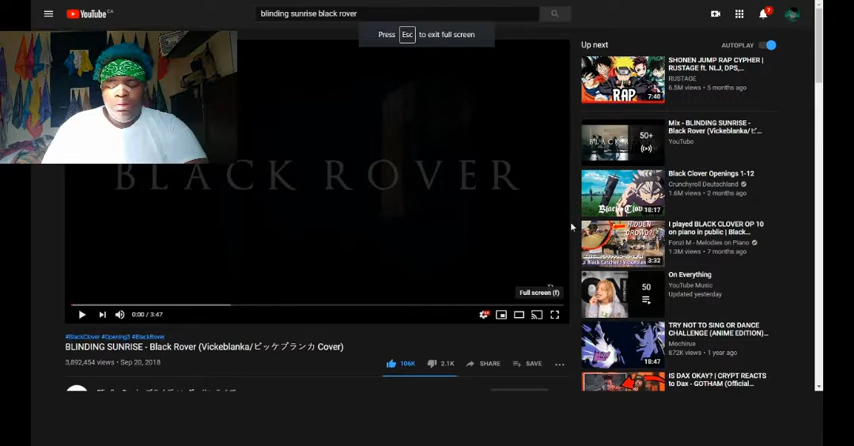 YouTube CA
blinding sunrise black rover
7
Press Esc to exit full screen
BLACK ROVER
Full screen (f)
0:00 / 3:47
#BlackClover #Opening3 #BlackRover
BLINDING SUNRISE - Black Rover (Vickeblanka/ビッケブランカ Cover)
3,892,454 views • Sep 20, 2018
106K
2.1K
SHARE
SAVE
Up next
AUTOPLAY
RAP
7:40
SHONEN JUMP RAP CYPHER |
RUSTAGE ft. NLJ, DPS,...
RUSTAGE
6.5M views • 5 months ago
50+
Mix - BLINDING SUNRISE -
Black Rover (Vickeblanka/ビ...
YouTube
18:17
Black Clover Openings 1-12
Crunchyroll Deutschland
1.6M views • 2 months ago
HIDDEN
CROWD!
3:32
I played BLACK CLOVER OP 10
on piano in public | Black...
Fonzi M - Melodies on Piano
1.3M views • 7 months ago
50
On Everything
YouTube Music
Updated yesterday
18:47
TRY NOT TO SING OR DANCE
CHALLENGE (ANIME EDITION)...
Mochirua
872K views • 1 year ago
IS DAX OKAY? | CRYPT REACTS
to Dax - GOTHAM (Official...